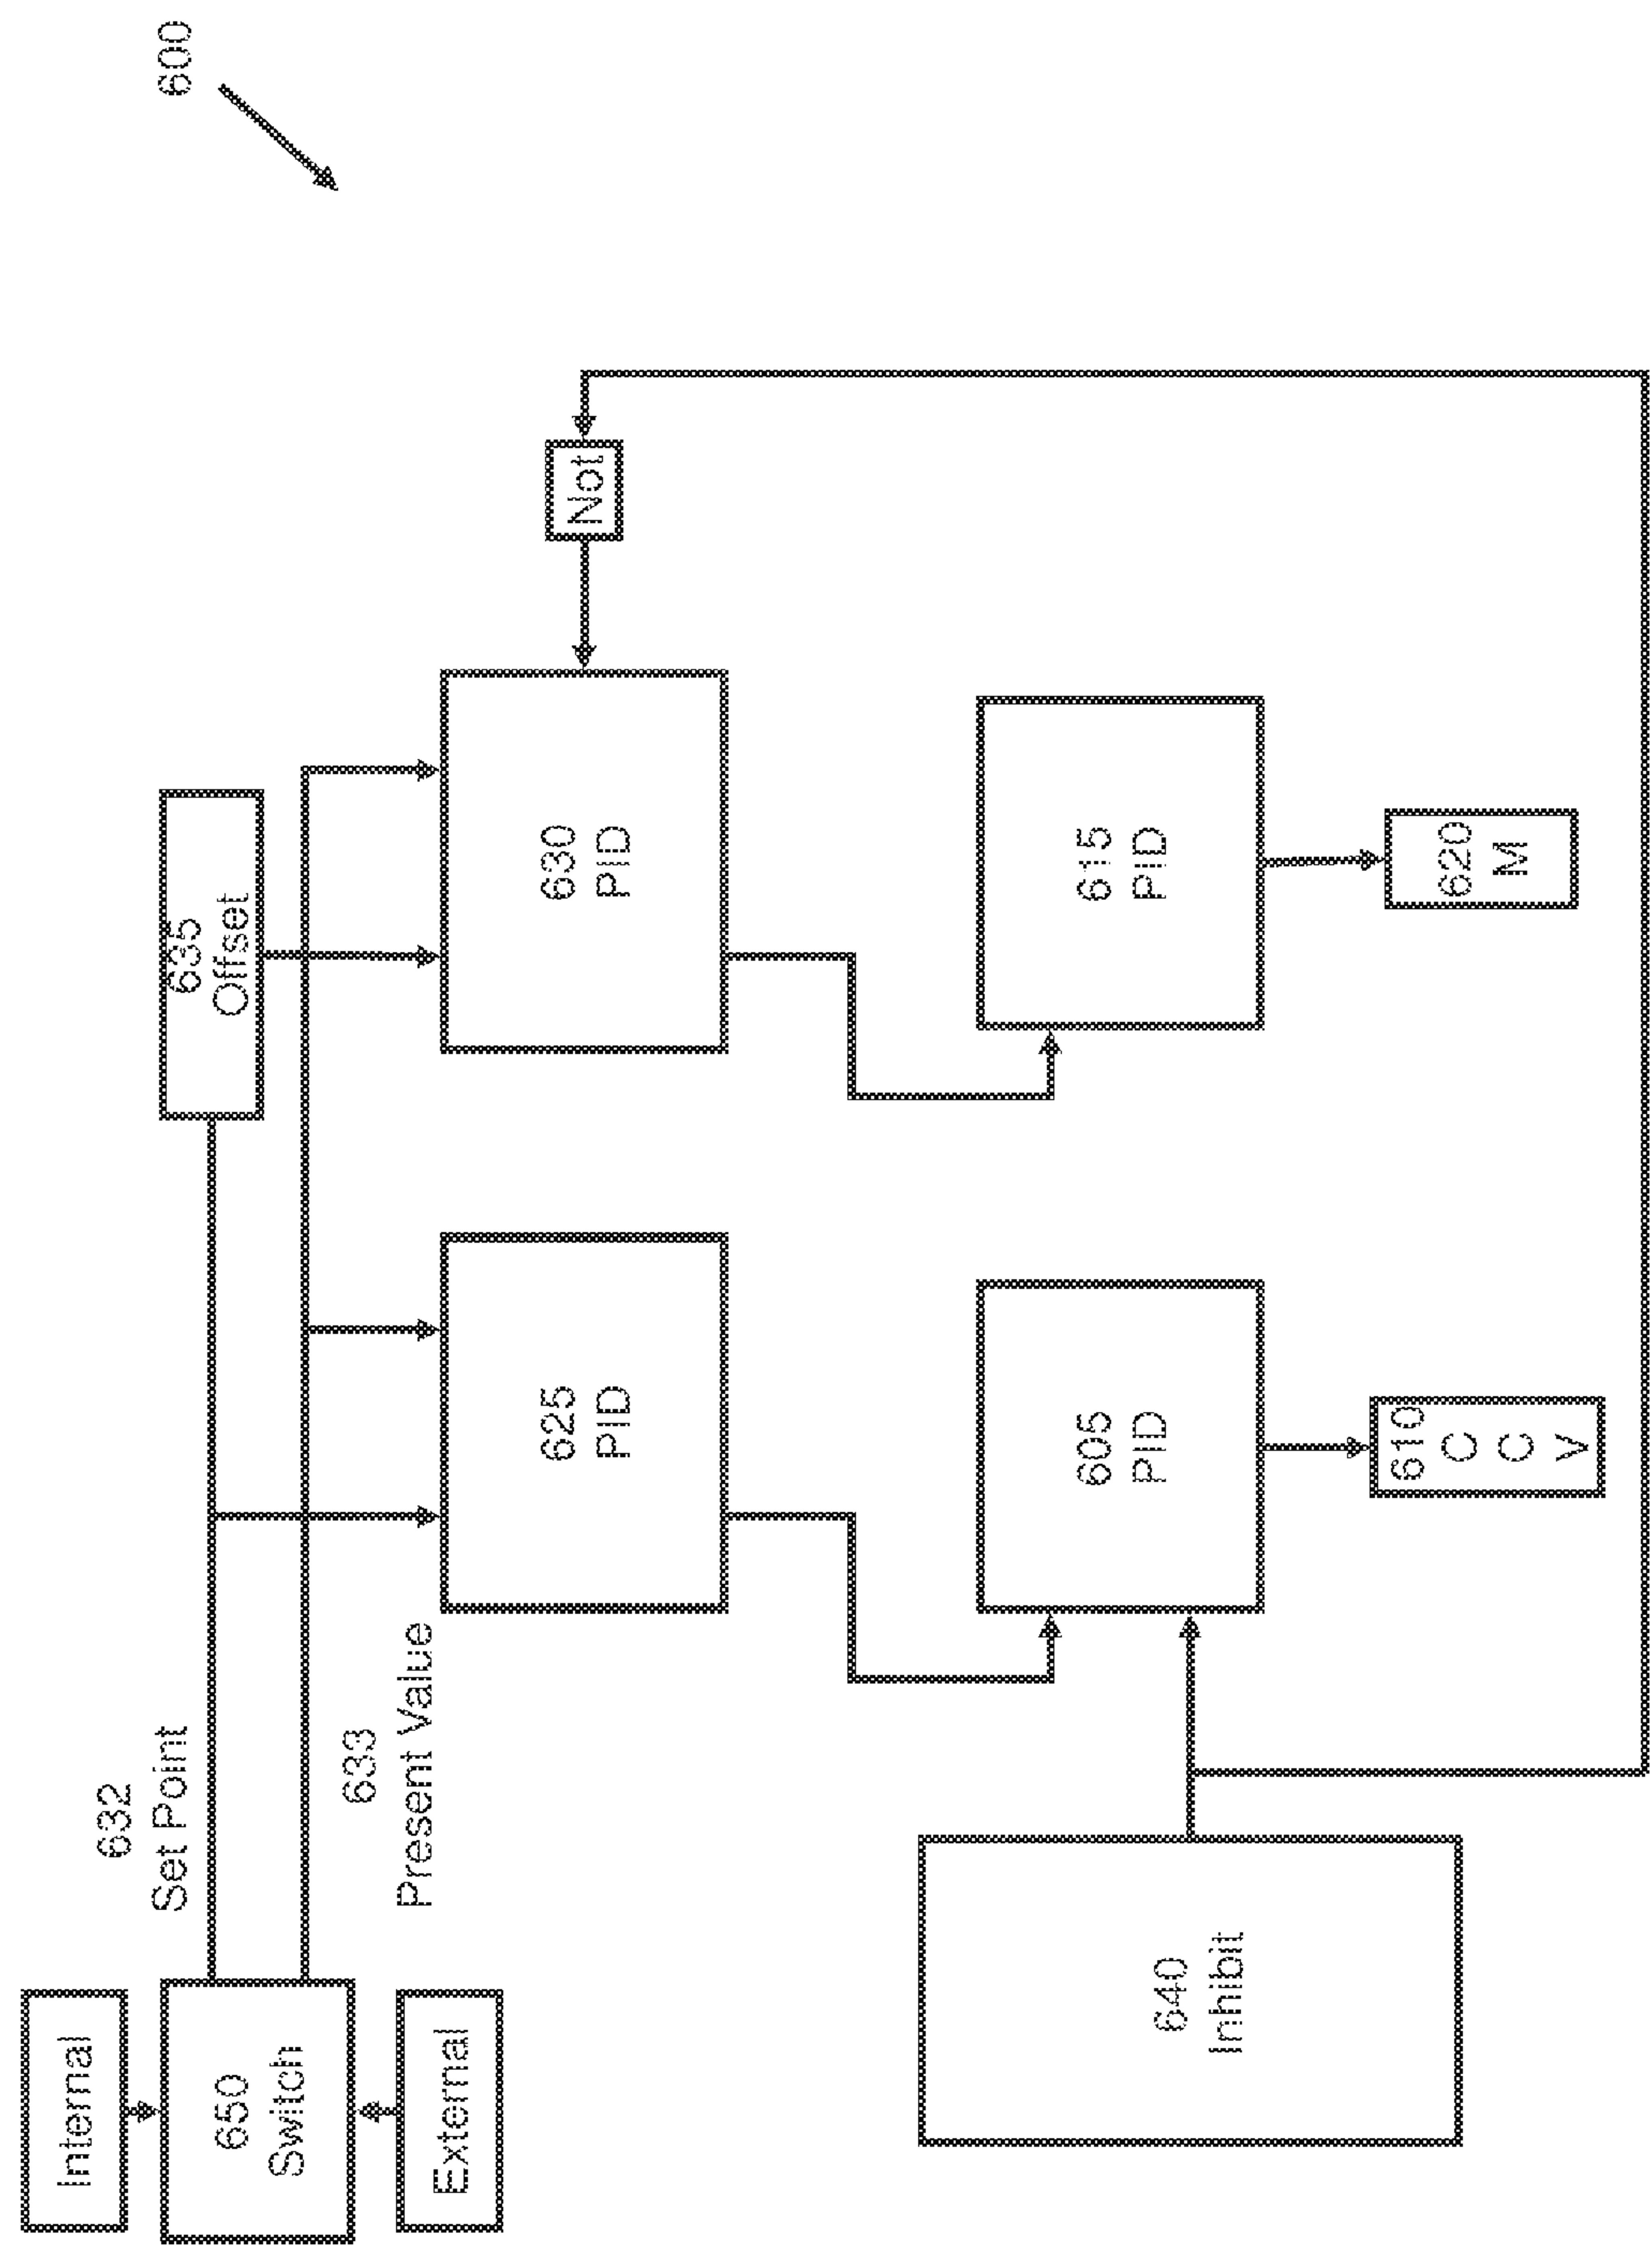 600
Internal
650
Switch
External
632
Set Point
633
Present Value
635
Offset
625
PID
630
PID
Not
640
Inhibit
605
PID
615
PID
610
C
C
V
620
M